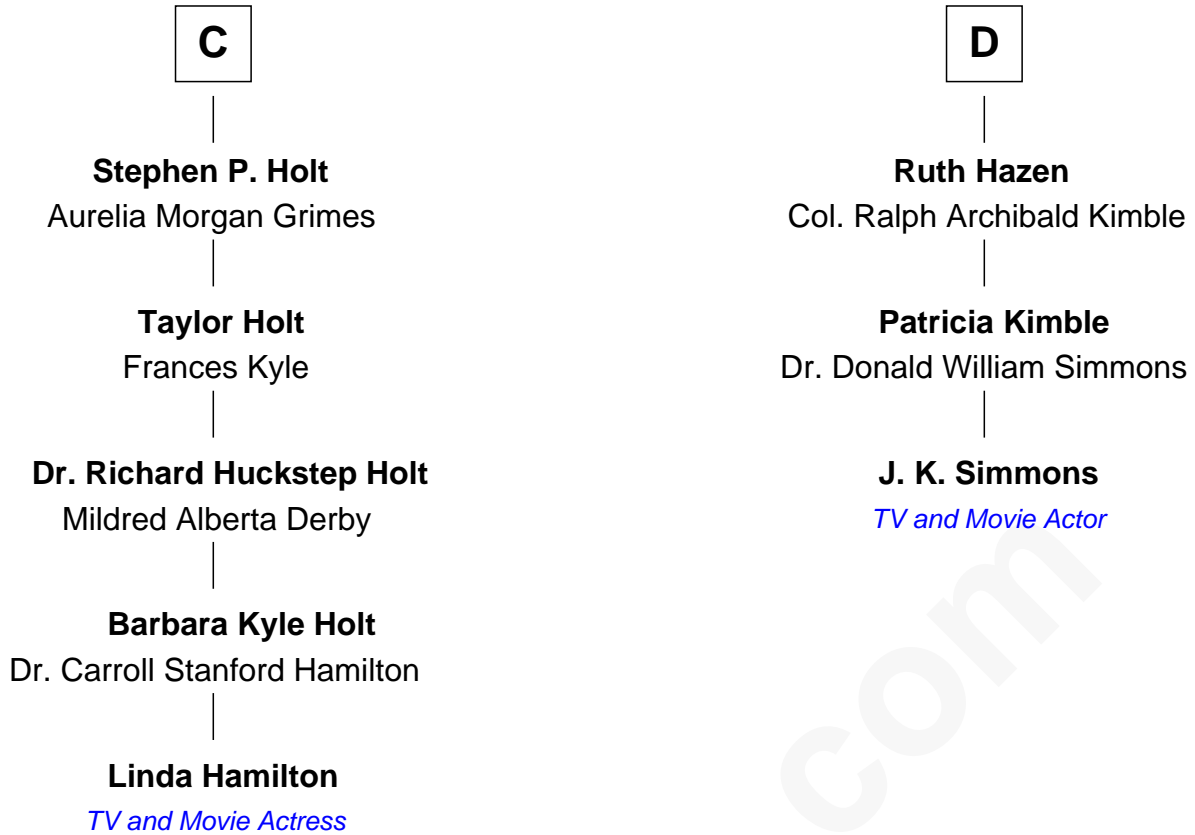 C
Stephen P. Holt
Aurelia Morgan Grimes
Taylor Holt
Frances Kyle
Dr. Richard Huckstep Holt
Mildred Alberta Derby
Barbara Kyle Holt
Dr. Carroll Stanford Hamilton
Linda Hamilton
TV and Movie Actress
D
Ruth Hazen
Col. Ralph Archibald Kimble
Patricia Kimble
Dr. Donald William Simmons
J. K. Simmons
TV and Movie Actor
com